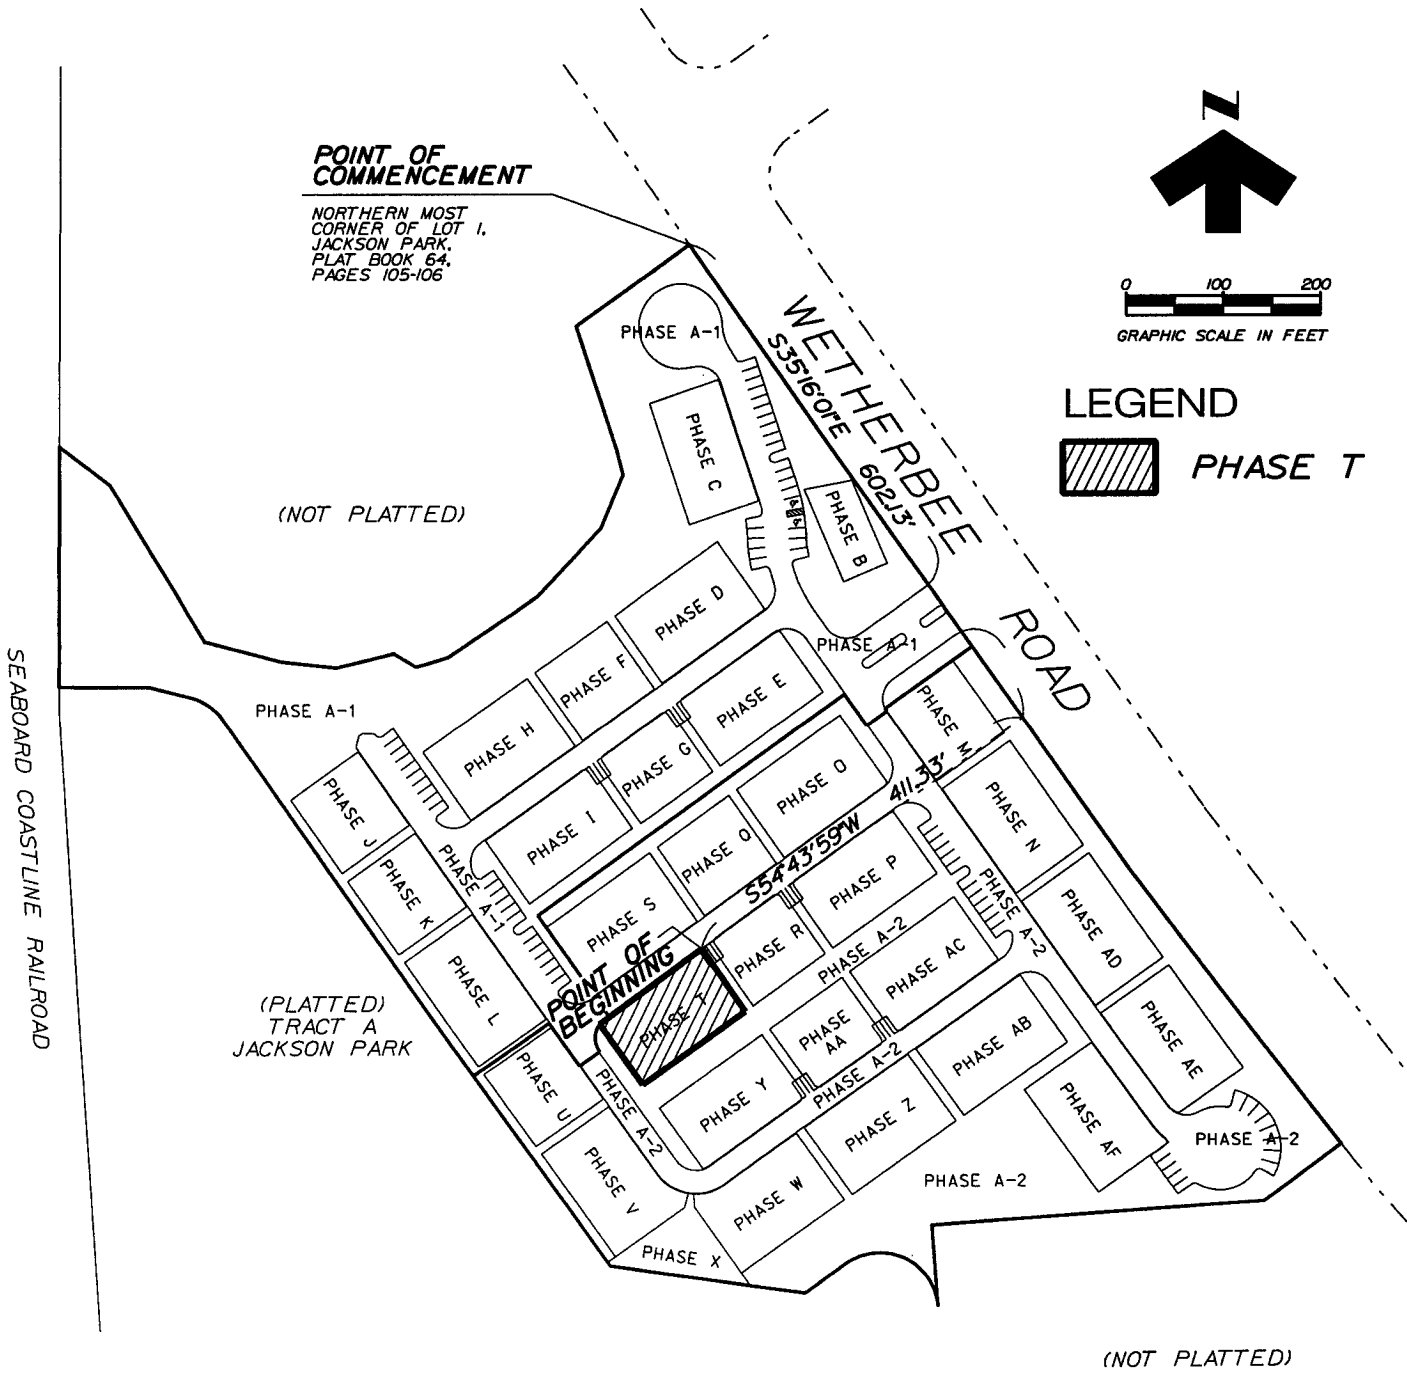 N
POINT OF
COMMENCEMENT
NORTHERN MOST
CORNER OF LOT 1,
JACKSON PARK,
PLAT BOOK 64,
PAGES 105-106
0 100 200
GRAPHIC SCALE IN FEET
LEGEND
PHASE T
WETHERBEE ROAD
S35°16'01"E 602.13'
PHASE A-1
PHASE C
PHASE B
(NOT PLATTED)
PHASE D
PHASE F
PHASE A-1
PHASE E
PHASE H
PHASE G
PHASE A-1
PHASE M
PHASE J
PHASE I
PHASE O
411.33'
S54°43'59"W
PHASE N
PHASE K
PHASE A-1
PHASE Q
PHASE P
PHASE S
PHASE L
PHASE R
PHASE A-2
PHASE AC
PHASE A-2
PHASE AD
POINT OF
BEGINNING
PHASE T
SEABOARD COASTLINE RAILROAD
(PLATTED)
TRACT A
JACKSON PARK
PHASE U
PHASE A-2
PHASE Y
PHASE
AA
PHASE A-2
PHASE AB
PHASE AE
PHASE Z
PHASE AF
PHASE A-2
PHASE V
PHASE W
PHASE A-2
PHASE X
(NOT PLATTED)